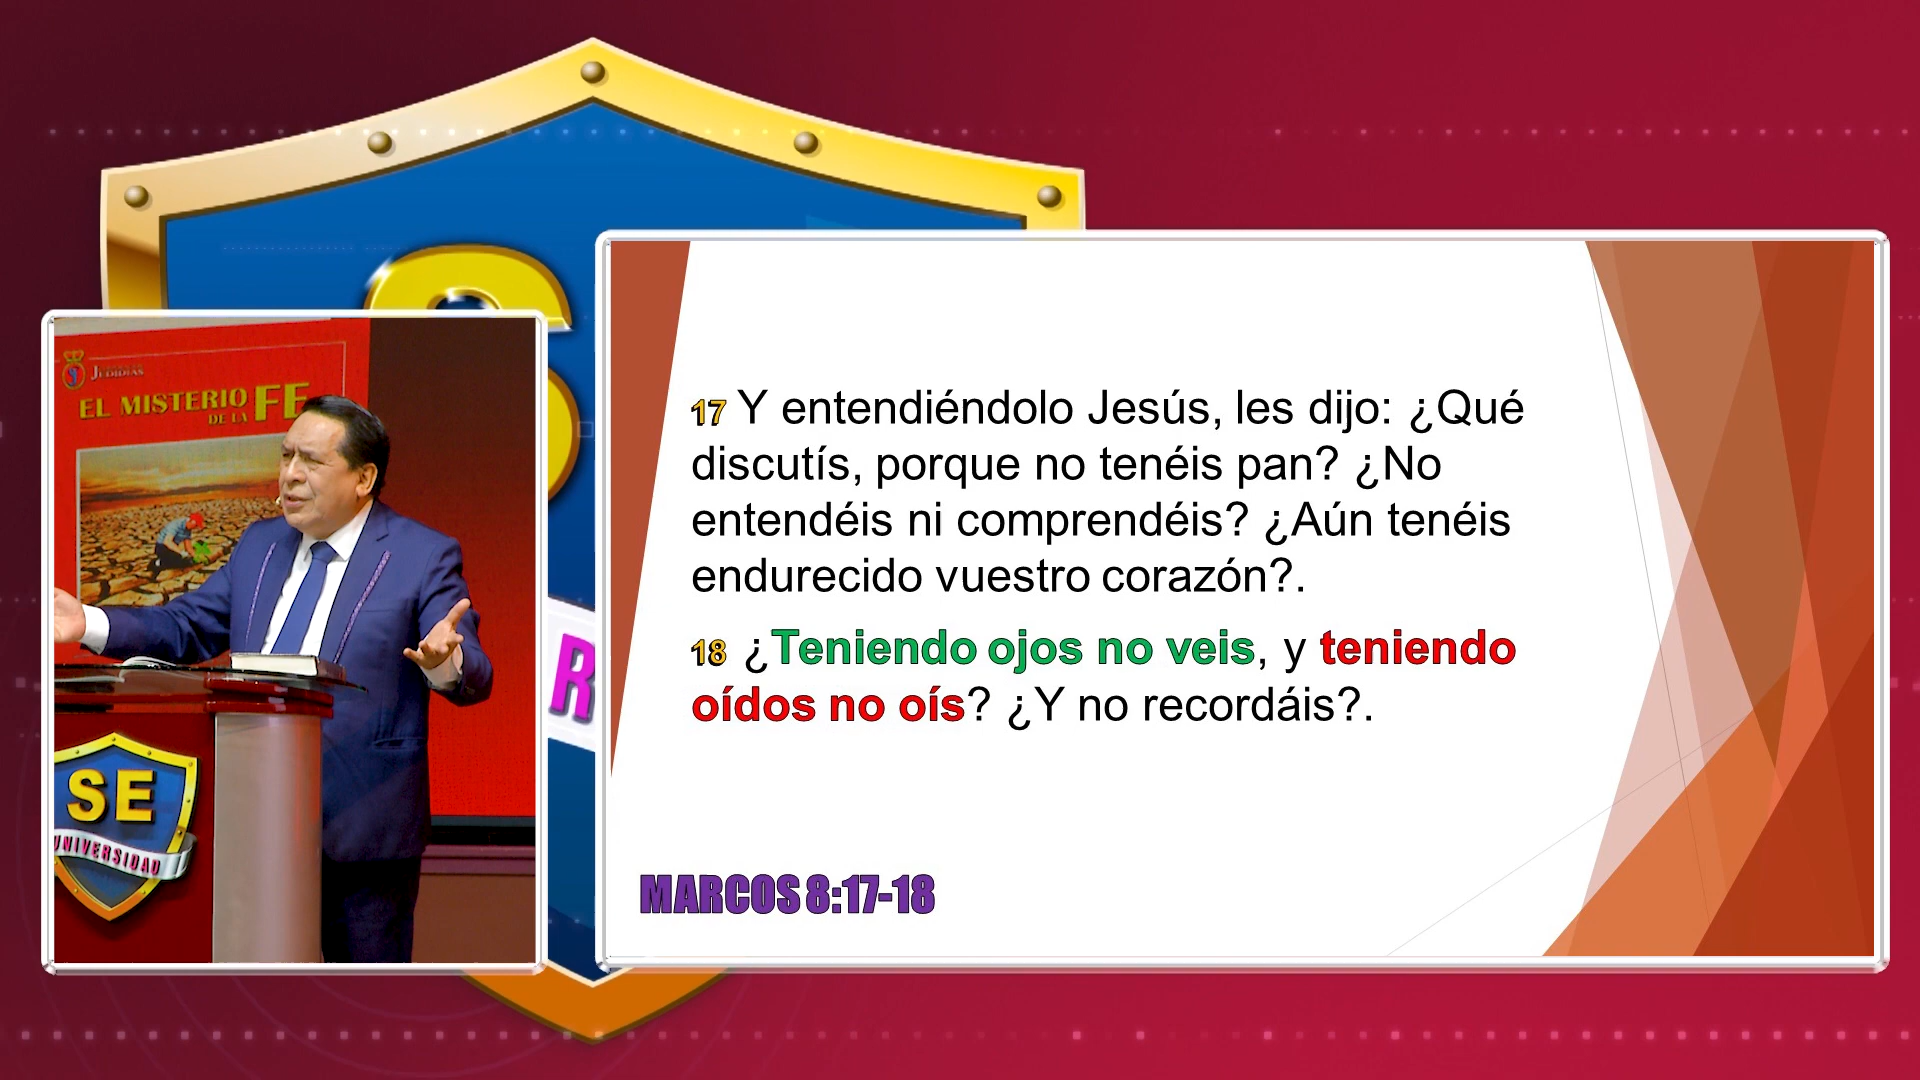 S
R
JUDIDÍAS
EL MISTERIO
DE LA FE
SE
UNIVERSIDAD
17 Y entendiéndolo Jesús, les dijo: ¿Qué
discutís, porque no tenéis pan? ¿No
entendéis ni comprendéis? ¿Aún tenéis
endurecido vuestro corazón?.
18 ¿Teniendo ojos no veis, y teniendo
oídos no oís? ¿Y no recordáis?.
MARCOS 8:17-18